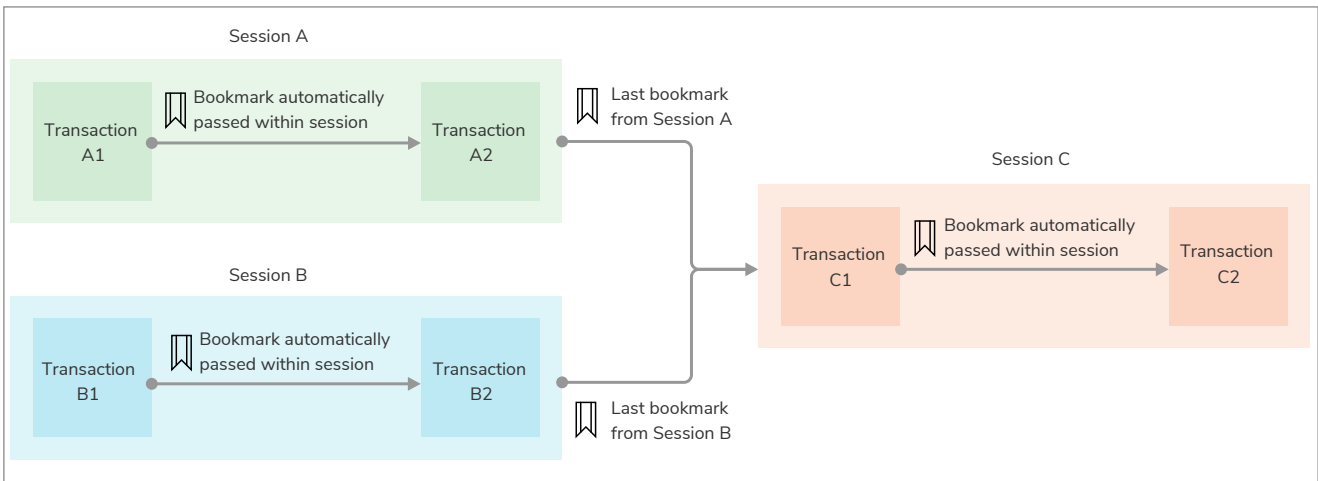 Session A
Transaction
A1
Bookmark automatically
passed within session
Transaction
A2
Last bookmark
from Session A
Session B
Transaction
B1
Bookmark automatically
passed within session
Transaction
B2
Last bookmark
from Session B
Session C
Transaction
C1
Bookmark automatically
passed within session
Transaction
C2